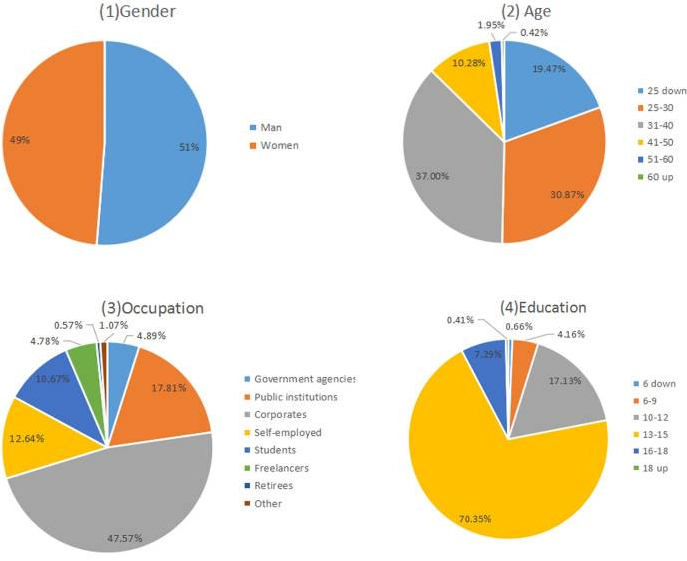 (1)Gender
49%
51%
Man
Women
(2) Age
1.95%
0.42%
10.28%
19.47%
37.00%
30.87%
25 down
25-30
31-40
41-50
51-60
60 up
(3)Occupation
0.57%
1.07%
4.78%
4.89%
10.67%
17.81%
12.64%
47.57%
Government agencies
Public institutions
Corporates
Self-employed
Students
Freelancers
Retirees
Other
(4)Education
0.41%
0.66%
4.16%
7.29%
17.13%
70.35%
6 down
6-9
10-12
13-15
16-18
18 up